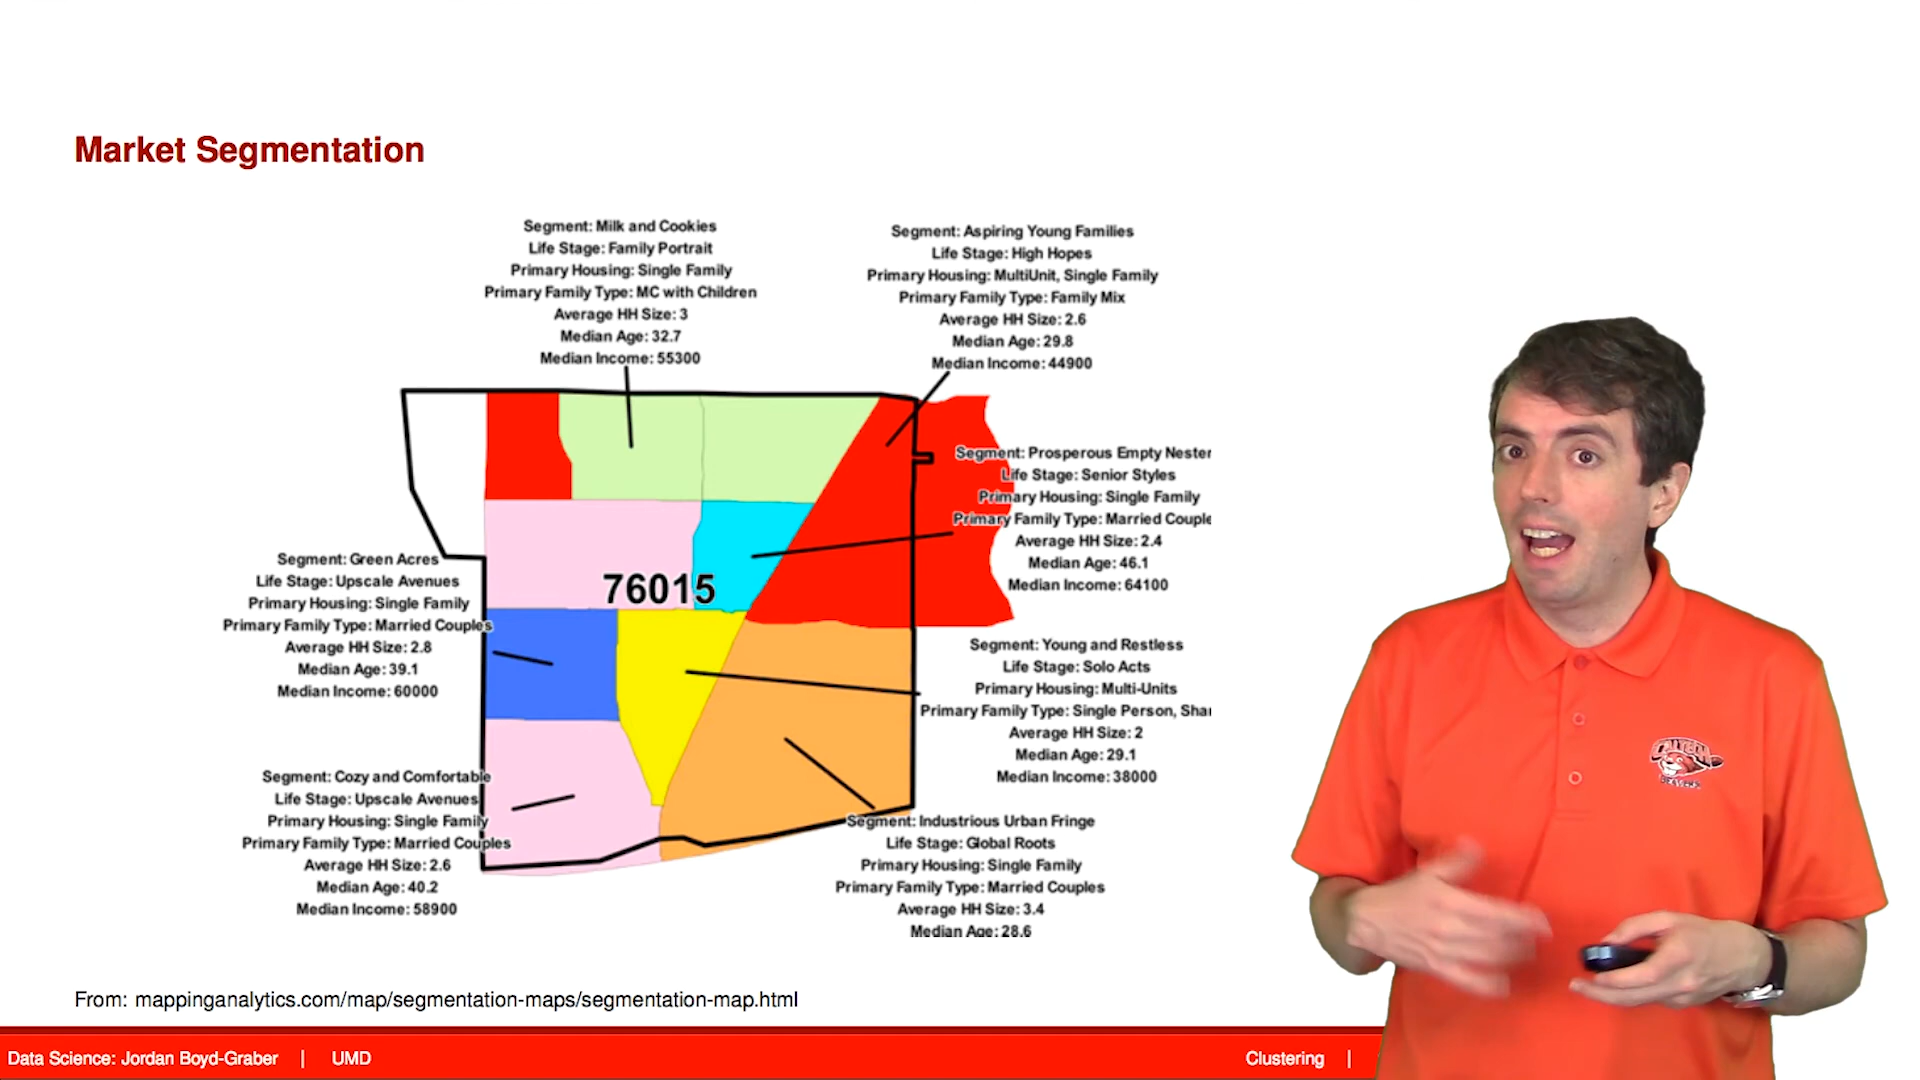 Market Segmentation
Segment: Milk and Cookies
Life Stage: Family Portrait
Primary Housing: Single Family
Primary Family Type: MC with Children
Average HH Size: 3
Median Age: 32.7
Median Income: 55300
Segment: Aspiring Young Families
Life Stage: High Hopes
Primary Housing: MultiUnit, Single Family
Primary Family Type: Family Mix
Average HH Size: 2.6
Median Age: 29.8
Median Income: 44900
Segment: Prosperous Empty Nester
Life Stage: Senior Styles
Primary Housing: Single Family
Primary Family Type: Married Couple
Average HH Size: 2.4
Median Age: 46.1
Median Income: 64100
76015
Segment: Green Acres
Life Stage: Upscale Avenues
Primary Housing: Single Family
Primary Family Type: Married Couples
Average HH Size: 2.8
Median Age: 39.1
Median Income: 60000
Segment: Young and Restless
Life Stage: Solo Acts
Primary Housing: Multi-Units
Primary Family Type: Single Person, Shar
Average HH Size: 2
Median Age: 29.1
Median Income: 38000
Segment: Cozy and Comfortable
Life Stage: Upscale Avenues
Primary Housing: Single Family
Primary Family Type: Married Couples
Average HH Size: 2.6
Median Age: 40.2
Median Income: 58900
Segment: Industrious Urban Fringe
Life Stage: Global Roots
Primary Housing: Single Family
Primary Family Type: Married Couples
Average HH Size: 3.4
Median Age: 28.6
CALTECH
BEAVERS
From: mappinganalytics.com/map/segmentation-maps/segmentation-map.html
Data Science: Jordan Boyd-Graber | UMD
Clustering |